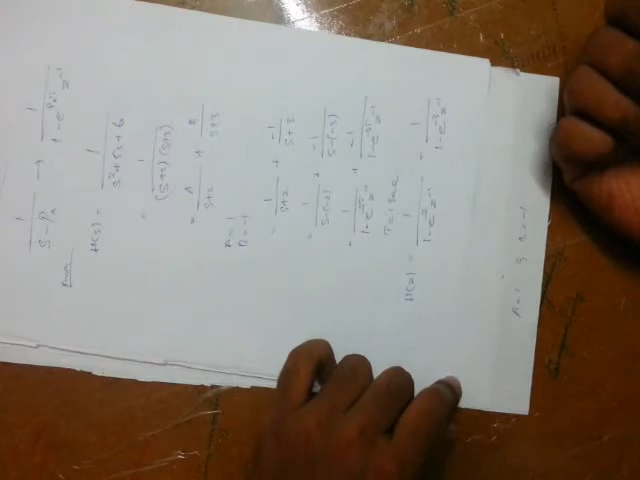 1/(S - Pk) → 1/(1 - e^(PkT) z^-1)
H(s) = 1/(s² + 5s + 6)
= 1/((s+2)(s+3))
= A/(s+2) + B/(s+3)
A = 1
B = -1
= 1/(s+2) + -1/(s+3)
= 1/(s-(-2)) + -1/(s-(-3))
= 1/(1 - e^-2T z^-1) + -1/(1 - e^-3T z^-1)
T = 1 sec
H(z) = 1/(1 - e^-2 z^-1) - 1/(1 - e^-3 z^-1)
A = 1